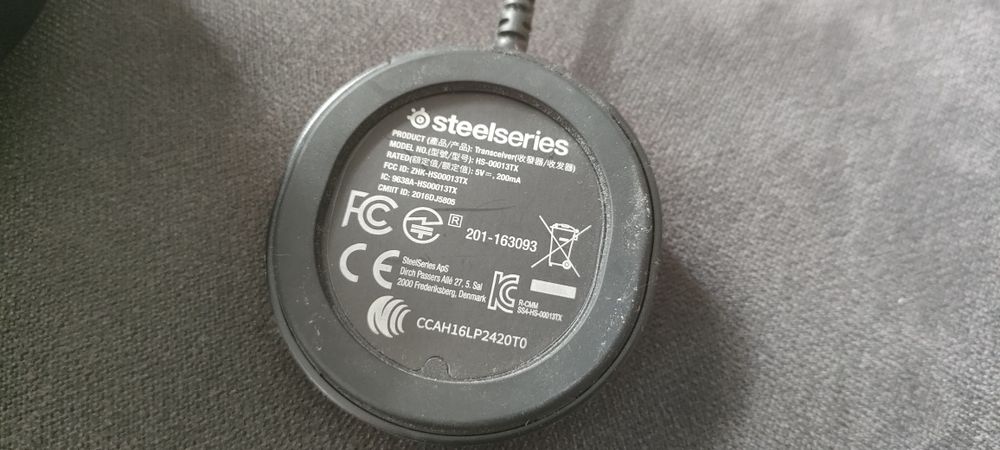 steelseries
PRODUCT (產品/产品): Transceiver(收發器/收发器)
MODEL NO.(型號/型号): HS-00013TX
RATED(額定值/额定值): 5V⎓, 200mA
FCC ID: ZHK-HS00013TX
IC: 9638A-HS00013TX
CMIIT ID: 2016DJ5805
FC
R 201-163093
CE
SteelSeries ApS
Dirch Passers Allé 27, 5. Sal
2000 Frederiksberg, Denmark
R-CMM
SS4-HS-00013TX
CCAH16LP2420T0